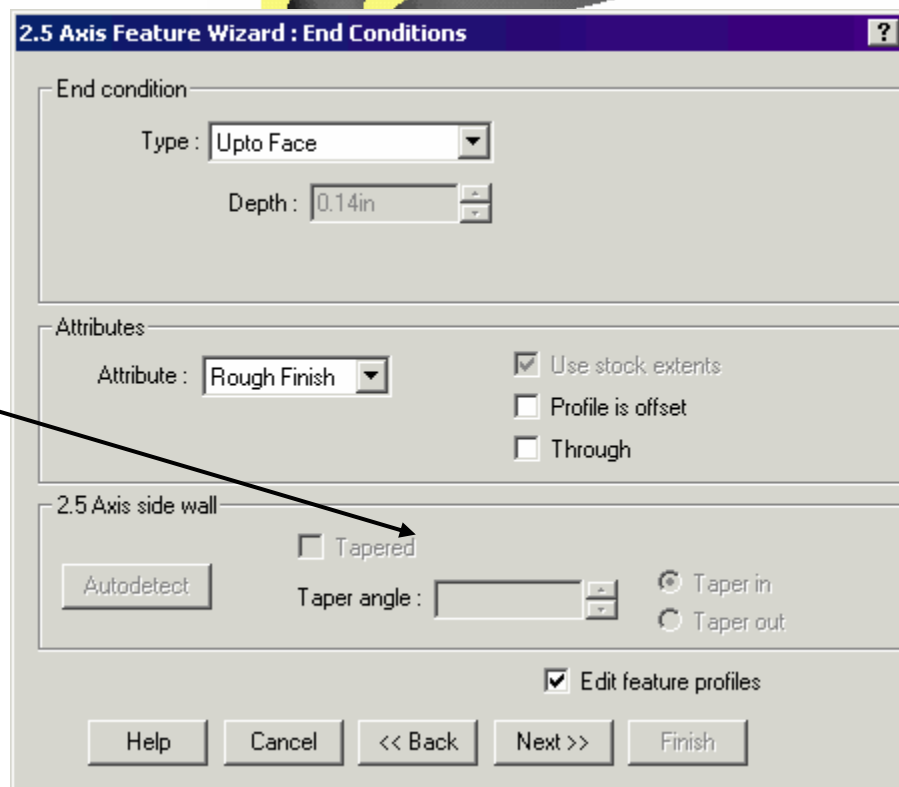 2.5 Axis Feature Wizard : End Conditions
?
End condition
Type : Upto Face
Depth : 0.14in
Attributes
Attribute : Rough Finish
Use stock extents
Profile is offset
Through
2.5 Axis side wall
Tapered
Autodetect
Taper angle :
Taper in
Taper out
Edit feature profiles
Help Cancel << Back Next >> Finish